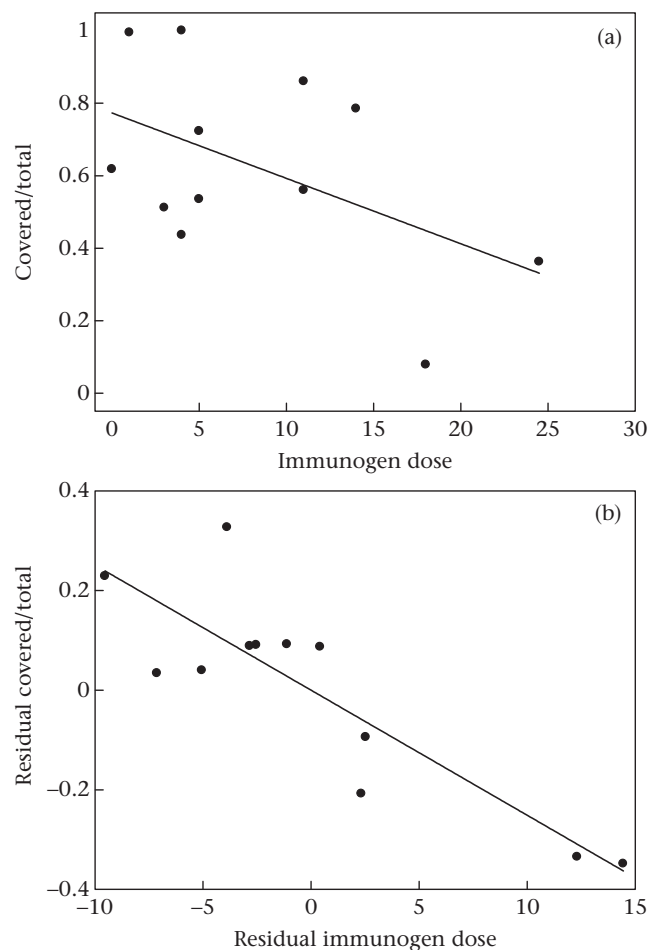 1
(a)
0.8
0.6
0.4
0.2
0
Covered/total
0 5 10 15 20 25 30
Immunogen dose
0.4
(b)
0.2
0
–0.2
–0.4
Residual covered/total
–10 –5 0 5 10 15
Residual immunogen dose